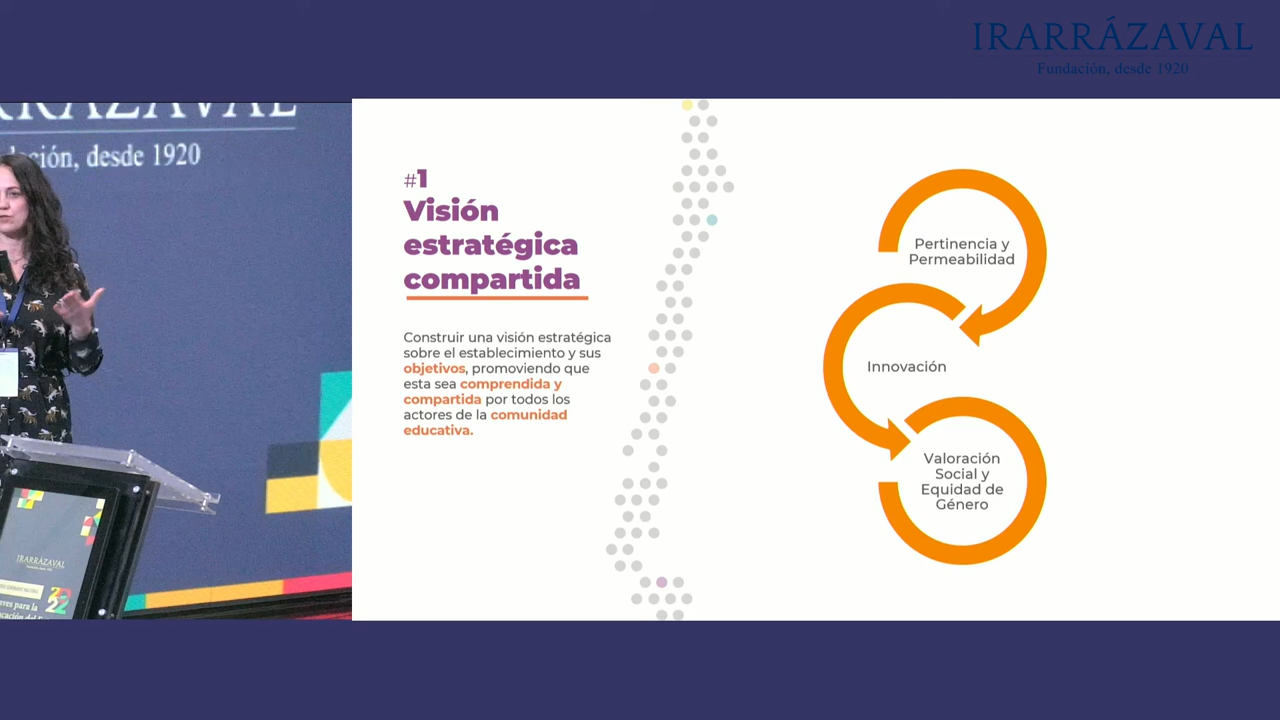 IRARRÁZAVAL
Fundación, desde 1920
desde 1920
#1
Visión
estratégica
compartida
Construir una visión estratégica
sobre el establecimiento y sus
objetivos, promoviendo que
esta sea comprendida y
compartida por todos los
actores de la comunidad
educativa.
Pertinencia y
Permeabilidad
Innovación
Valoración
Social y
Equidad de
Género
IRARRÁZAVAL
para la